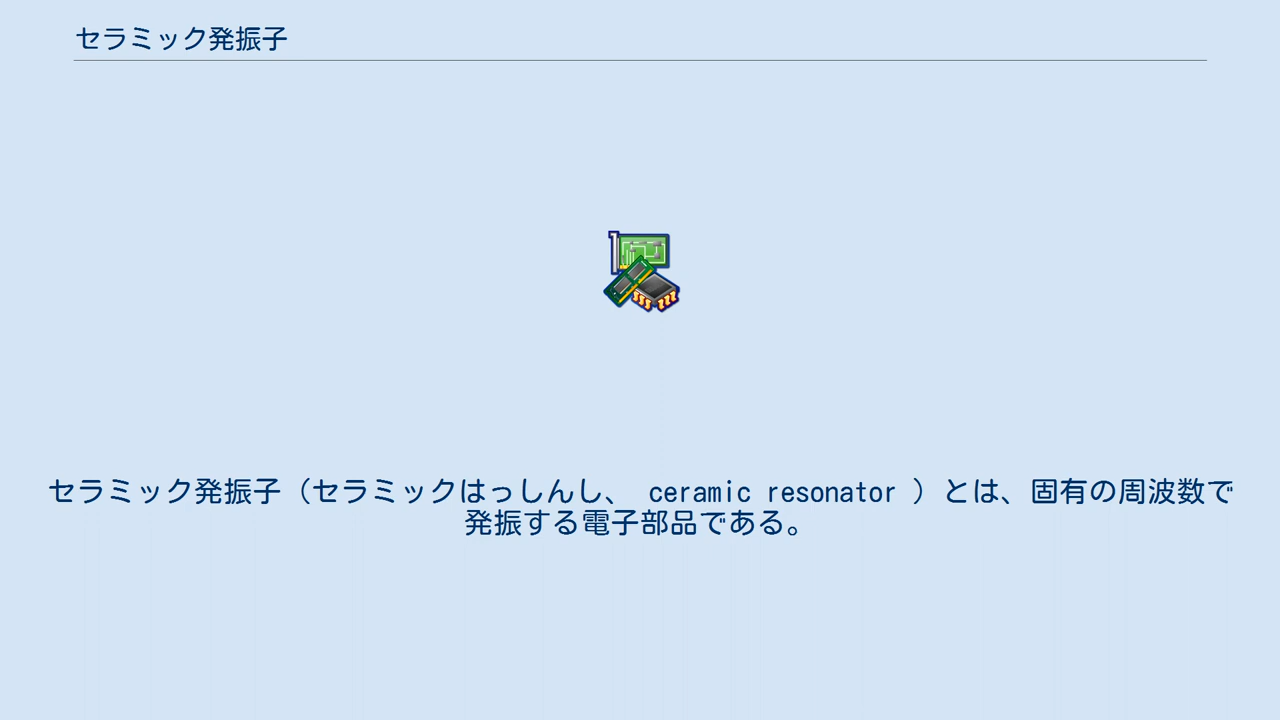 セラミック発振子
セラミック発振子（セラミックはっしんし、 ceramic resonator ）とは、固有の周波数で
発振する電子部品である。